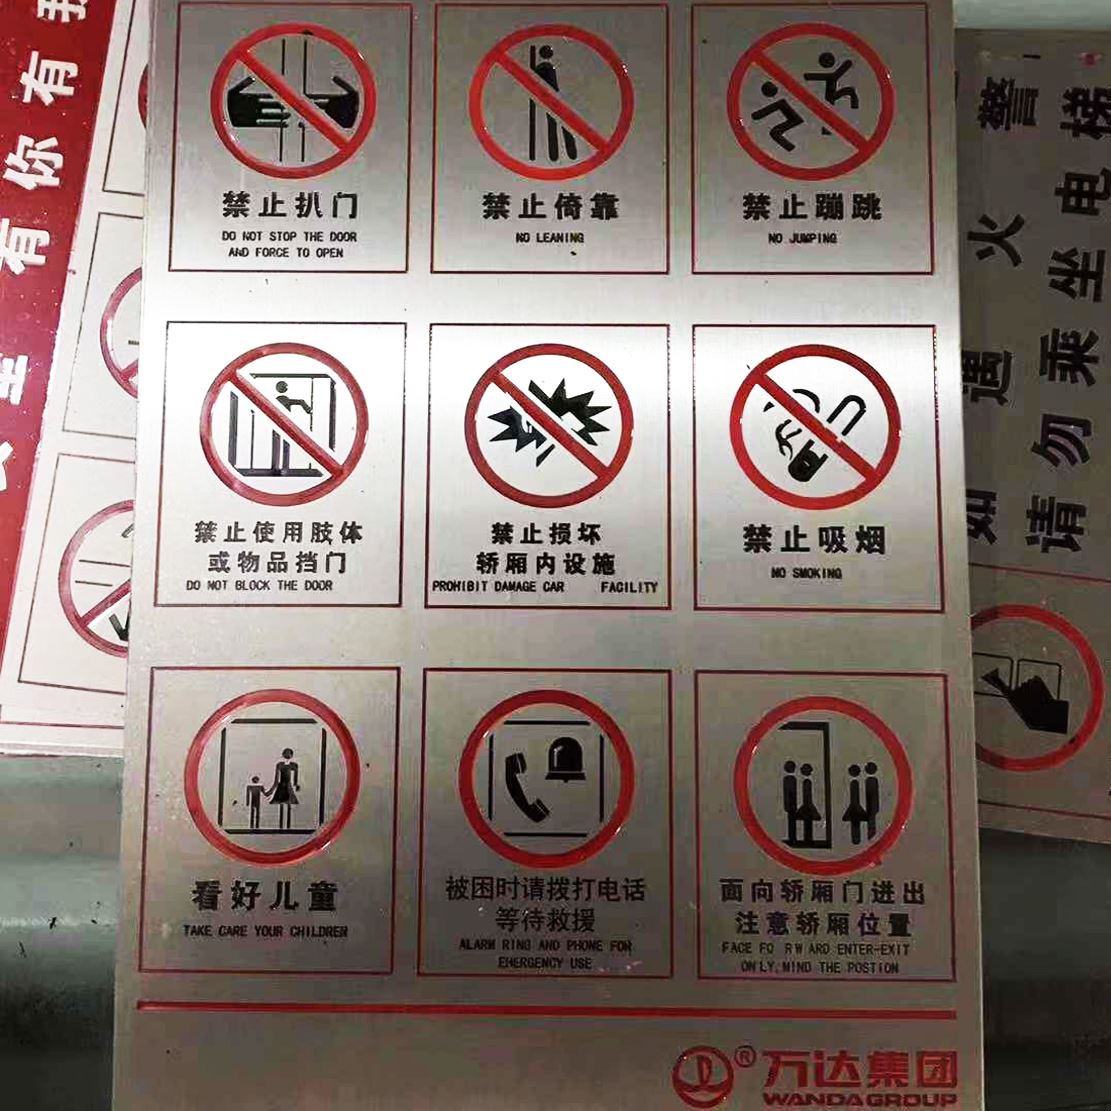 禁止扒门
DO NOT STOP THE DOOR
AND FORCE TO OPEN
禁止倚靠
NO LEANING
禁止蹦跳
NO JUMPING
禁止使用肢体
或物品挡门
DO NOT BLOCK THE DOOR
禁止损坏
轿厢内设施
PROHIBIT DAMAGE CAR FACILITY
禁止吸烟
NO SMOKING
看好儿童
TAKE CARE YOUR CHILDREN
被困时请拨打电话
等待救援
ALARM RING AND PHONE FOR
EMERGENCY USE
面向轿厢门进出
注意轿厢位置
FACE FO RW ARD ENTER-EXIT
ONLY,MIND THE POSTION
®万达集团
WANDA GROUP
有你有我
警
如遇火
请勿乘坐电梯